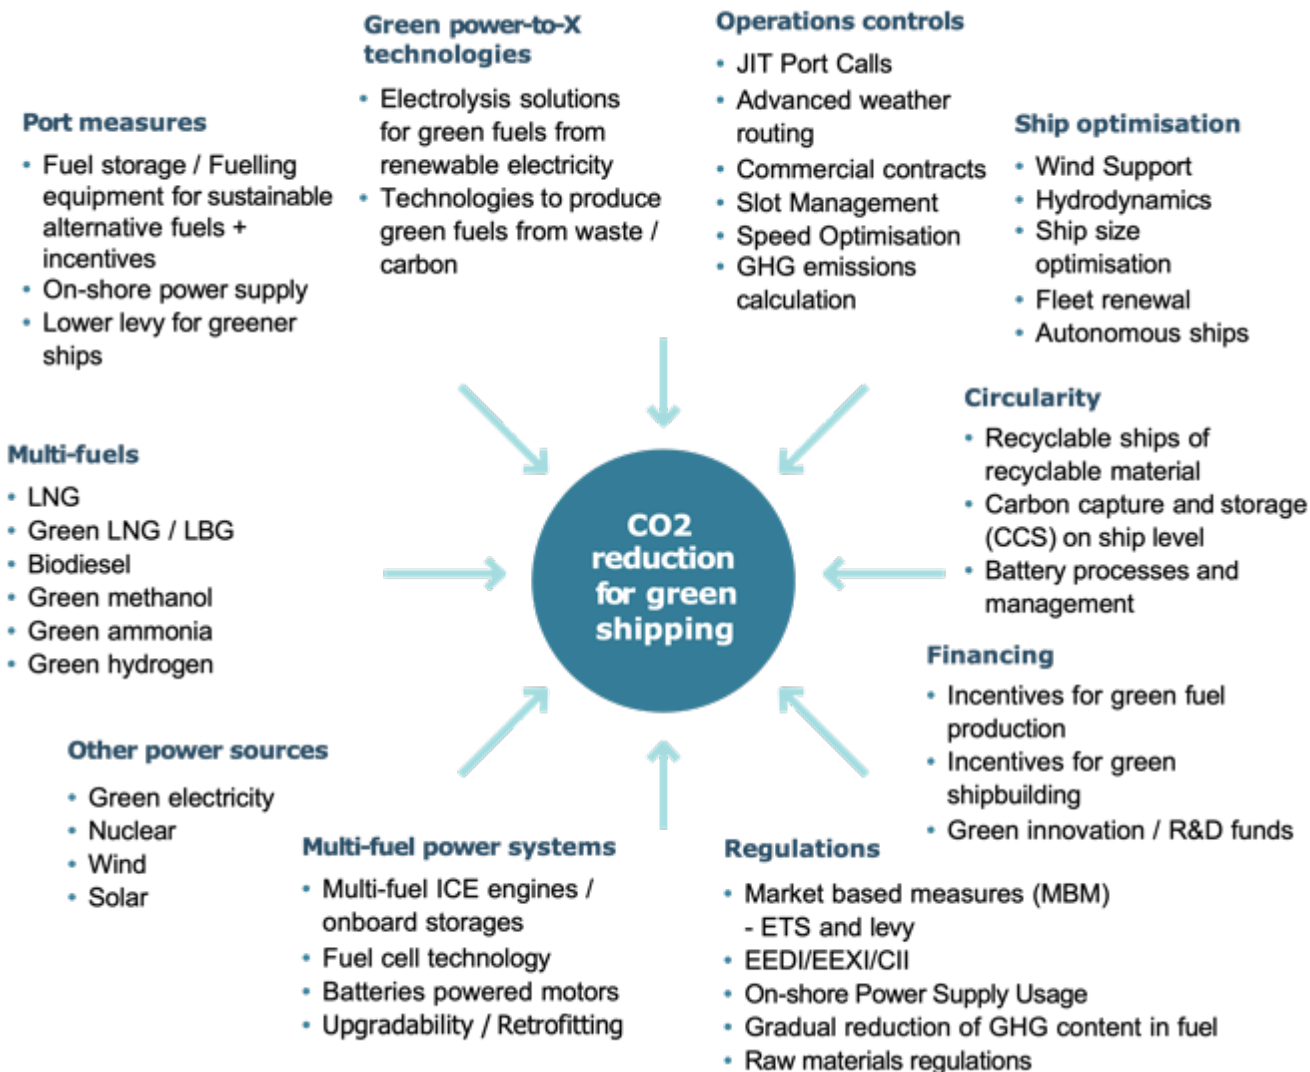 Green power-to-X
technologies
• Electrolysis solutions
for green fuels from
renewable electricity
• Technologies to produce
green fuels from waste /
carbon
Operations controls
• JIT Port Calls
• Advanced weather
routing
• Commercial contracts
• Slot Management
• Speed Optimisation
• GHG emissions
calculation
Port measures
• Fuel storage / Fuelling
equipment for sustainable
alternative fuels +
incentives
• On-shore power supply
• Lower levy for greener
ships
Ship optimisation
• Wind Support
• Hydrodynamics
• Ship size
optimisation
• Fleet renewal
• Autonomous ships
Circularity
• Recyclable ships of
recyclable material
• Carbon capture and storage
(CCS) on ship level
• Battery processes and
management
Multi-fuels
• LNG
• Green LNG / LBG
• Biodiesel
• Green methanol
• Green ammonia
• Green hydrogen
CO2
reduction
for green
shipping
Financing
• Incentives for green fuel
production
• Incentives for green
shipbuilding
• Green innovation / R&D funds
Other power sources
• Green electricity
• Nuclear
• Wind
• Solar
Multi-fuel power systems
• Multi-fuel ICE engines /
onboard storages
• Fuel cell technology
• Batteries powered motors
• Upgradability / Retrofitting
Regulations
• Market based measures (MBM)
- ETS and levy
• EEDI/EEXI/CII
• On-shore Power Supply Usage
• Gradual reduction of GHG content in fuel
• Raw materials regulations